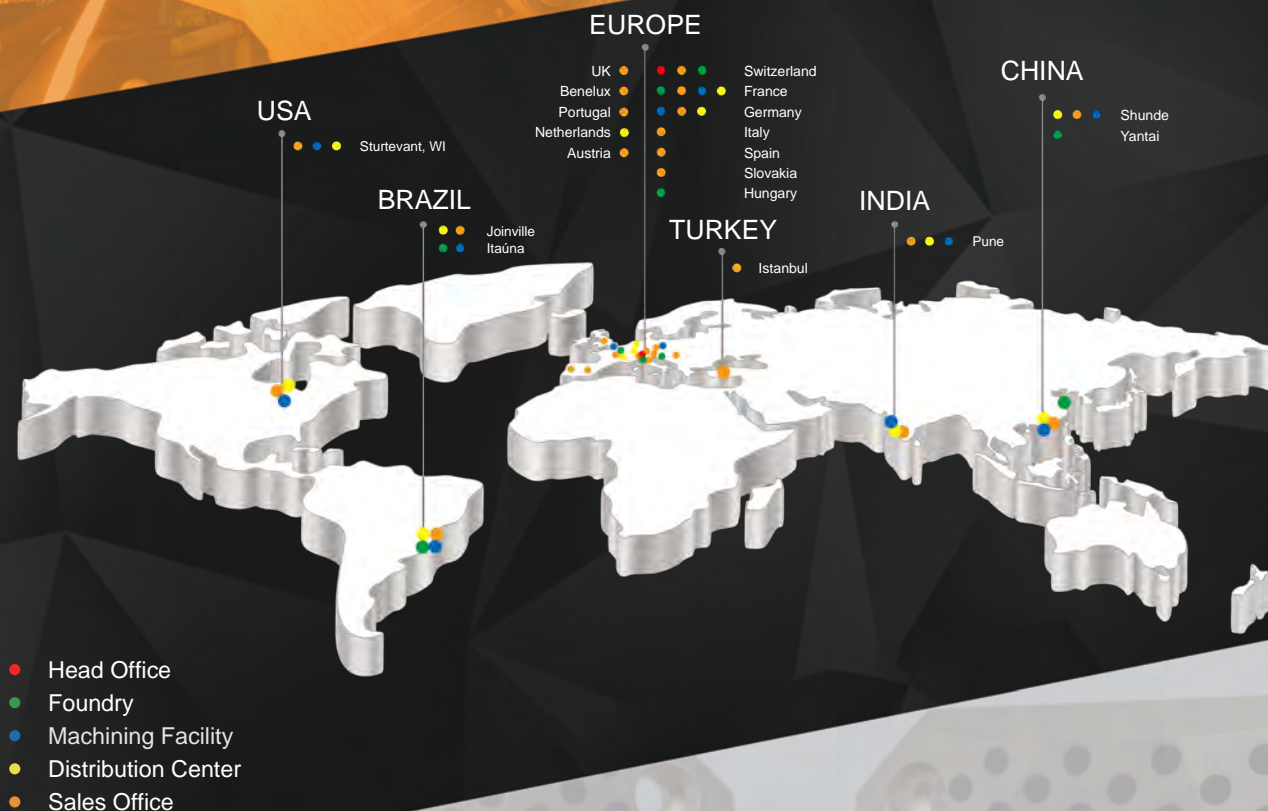 EUROPE
UK
Benelux
Portugal
Netherlands
Austria
Switzerland
France
Germany
Italy
Spain
Slovakia
Hungary
CHINA
Shunde
Yantai
USA
Sturtevant, WI
BRAZIL
Joinville
Itaúna
TURKEY
Istanbul
INDIA
Pune
Head Office
Foundry
Machining Facility
Distribution Center
Sales Office